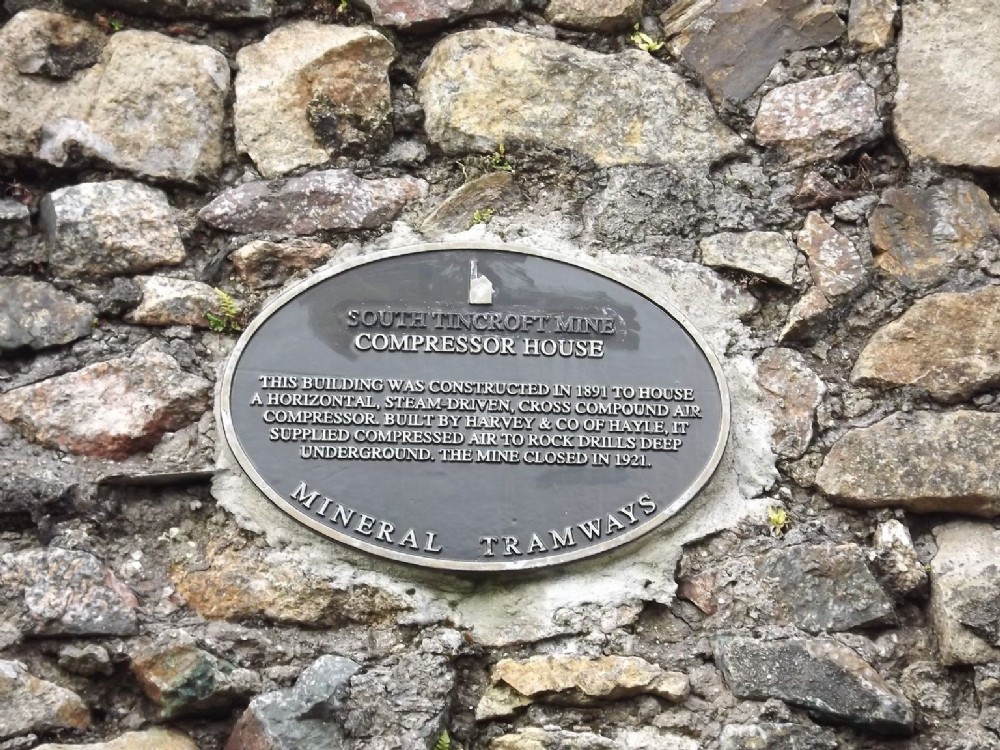 SOUTH TINCROFT MINE
COMPRESSOR HOUSE
THIS BUILDING WAS CONSTRUCTED IN 1891 TO HOUSE
A HORIZONTAL, STEAM-DRIVEN, CROSS COMPOUND AIR
COMPRESSOR. BUILT BY HARVEY & CO OF HAYLE, IT
SUPPLIED COMPRESSED AIR TO ROCK DRILLS DEEP
UNDERGROUND. THE MINE CLOSED IN 1921.
MINERAL TRAMWAYS